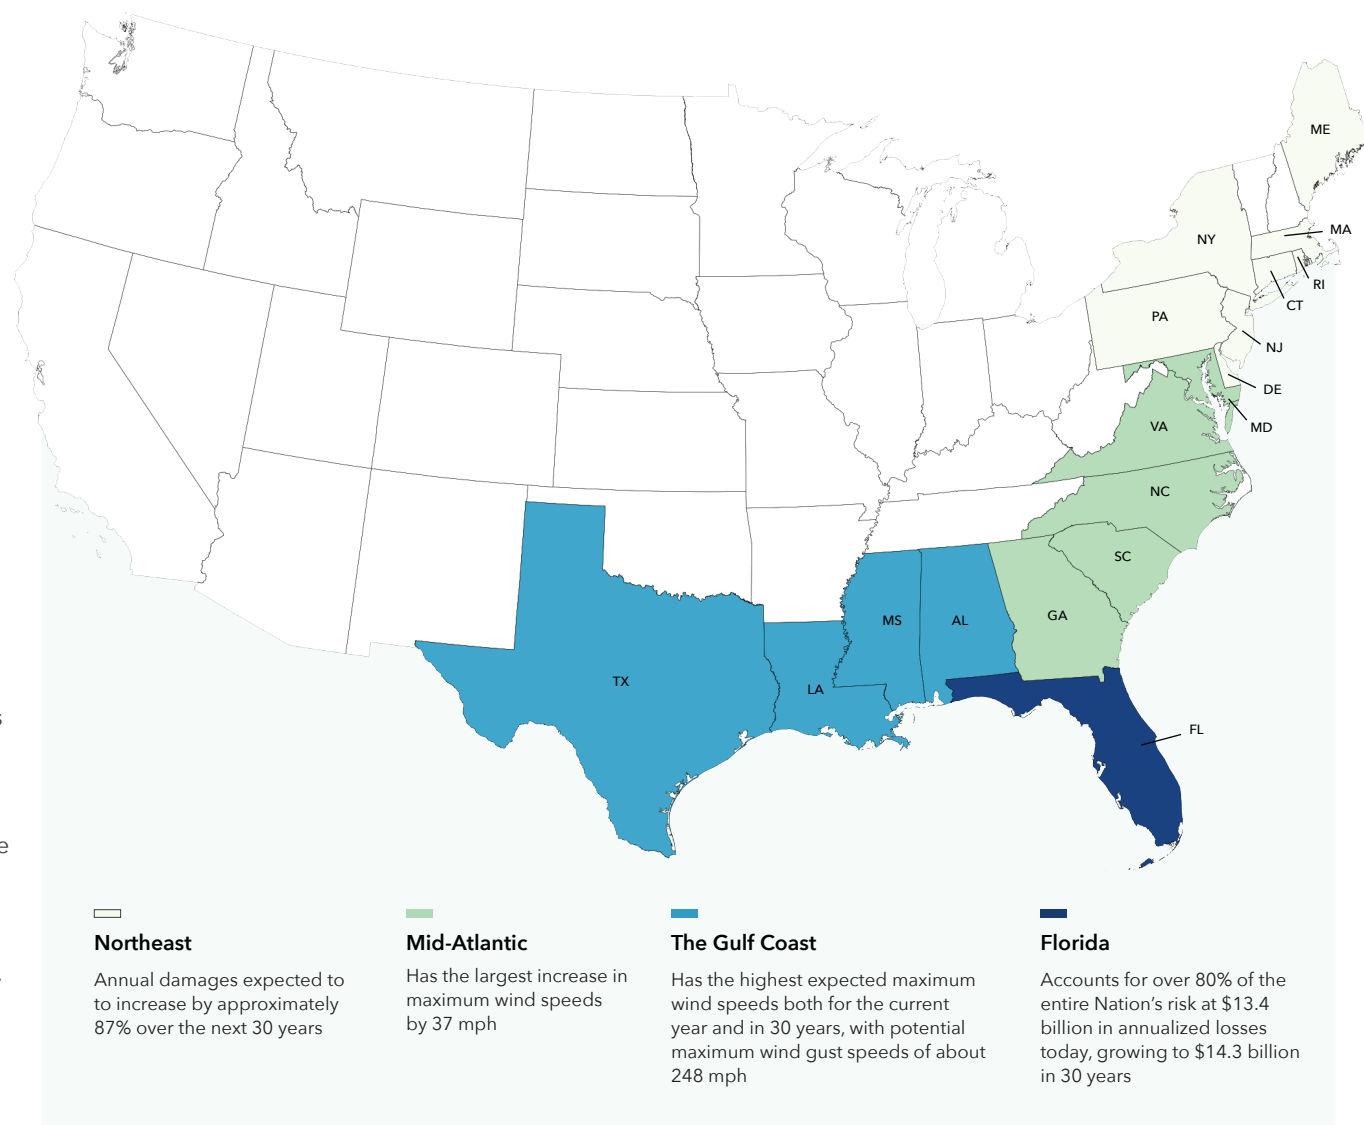 ME
NY
MA
RI
CT
PA
NJ
DE
MD
VA
NC
SC
GA
MS
AL
TX
LA
FL
s
e
Northeast
Annual damages expected to
to increase by approximately
87% over the next 30 years
Mid-Atlantic
Has the largest increase in
maximum wind speeds
by 37 mph
The Gulf Coast
Has the highest expected maximum
wind speeds both for the current
year and in 30 years, with potential
maximum wind gust speeds of about
248 mph
Florida
Accounts for over 80% of the
entire Nation’s risk at $13.4
billion in annualized losses
today, growing to $14.3 billion
in 30 years